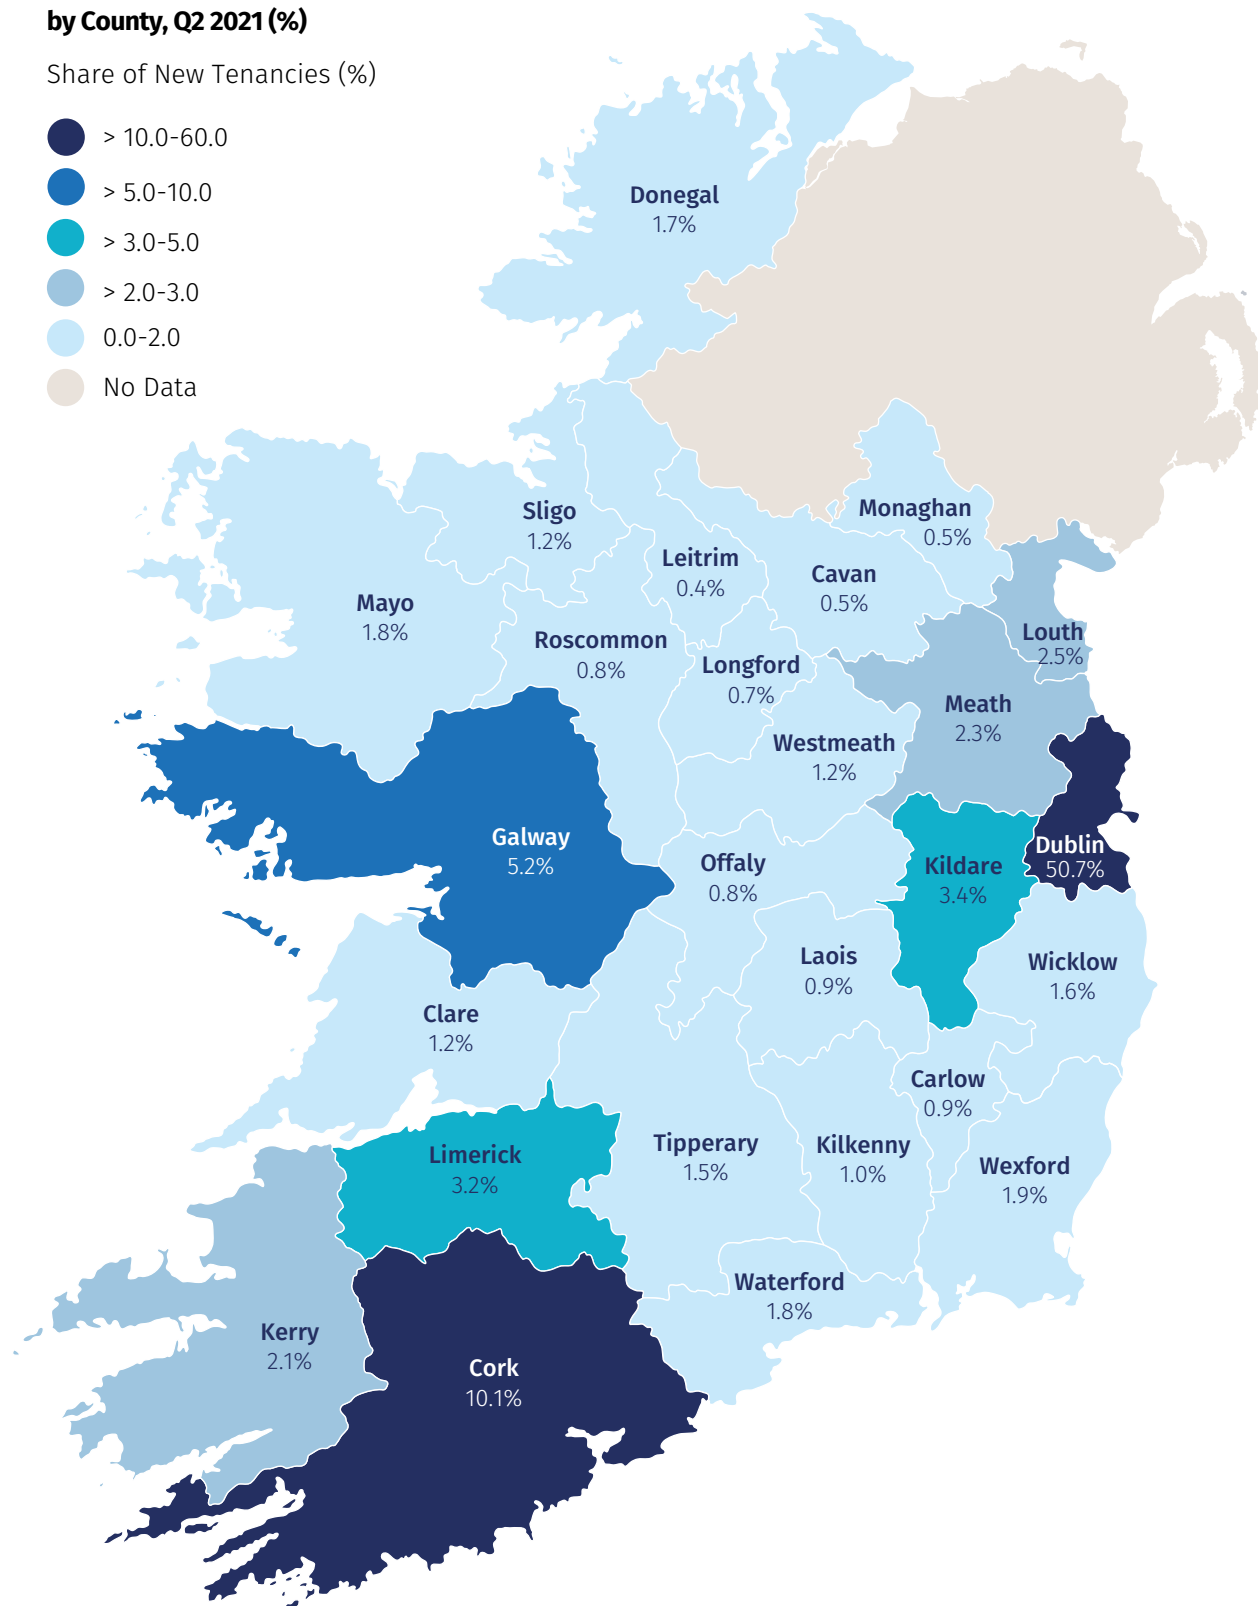 by County, Q2 2021 (%)
Share of New Tenancies (%)
> 10.0-60.0
> 5.0-10.0
> 3.0-5.0
> 2.0-3.0
0.0-2.0
No Data
Donegal
1.7%
Sligo
1.2%
Monaghan
0.5%
Leitrim
0.4%
Cavan
0.5%
Mayo
1.8%
Roscommon
0.8%
Louth
2.5%
Longford
0.7%
Meath
2.3%
Westmeath
1.2%
Galway
5.2%
Offaly
0.8%
Kildare
3.4%
Dublin
50.7%
Laois
0.9%
Wicklow
1.6%
Clare
1.2%
Carlow
0.9%
Limerick
3.2%
Tipperary
1.5%
Kilkenny
1.0%
Wexford
1.9%
Waterford
1.8%
Kerry
2.1%
Cork
10.1%